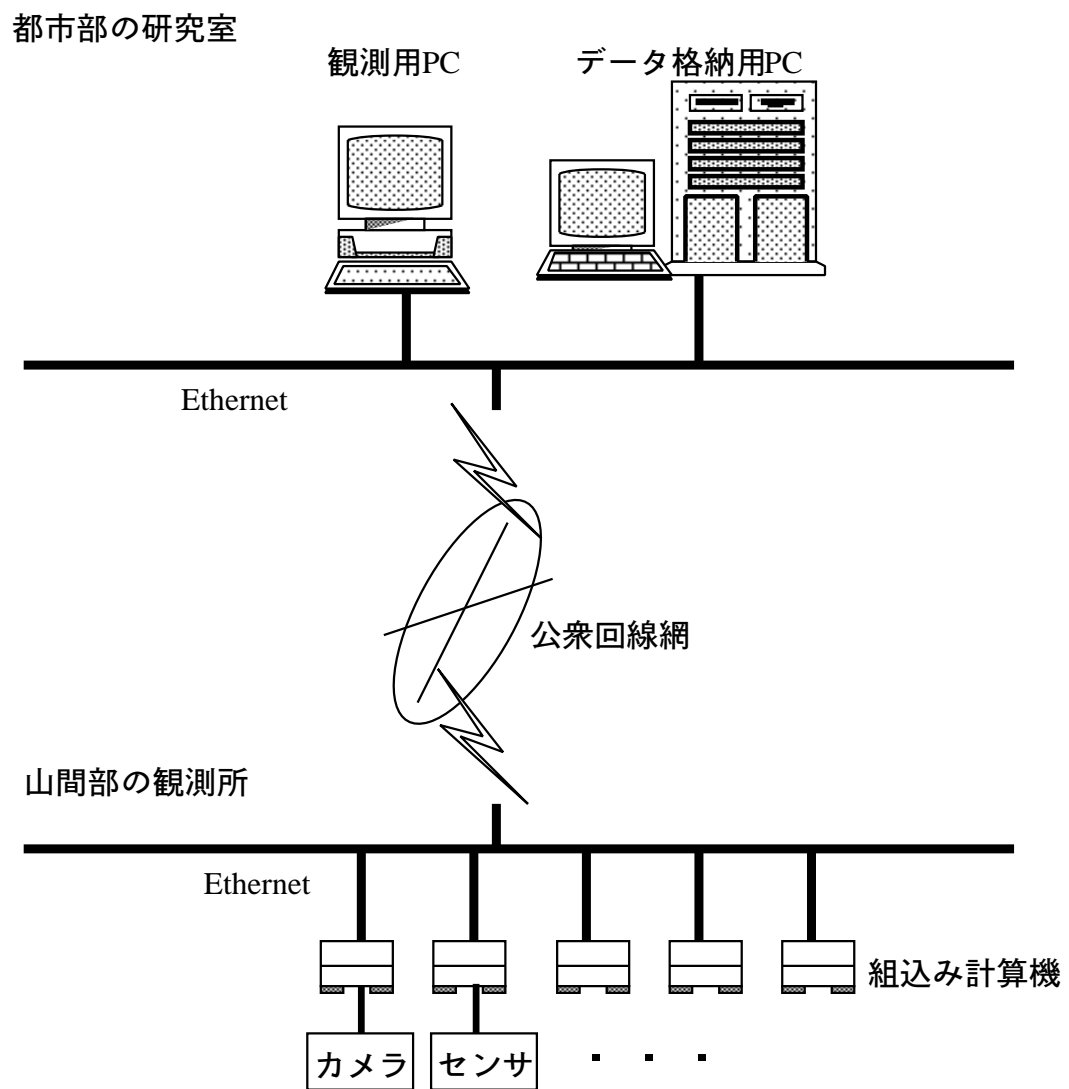 都市部の研究室
観測用PC
データ格納用PC
Ethernet
公衆回線網
山間部の観測所
Ethernet
組込み計算機
カメラ
センサ
・・・